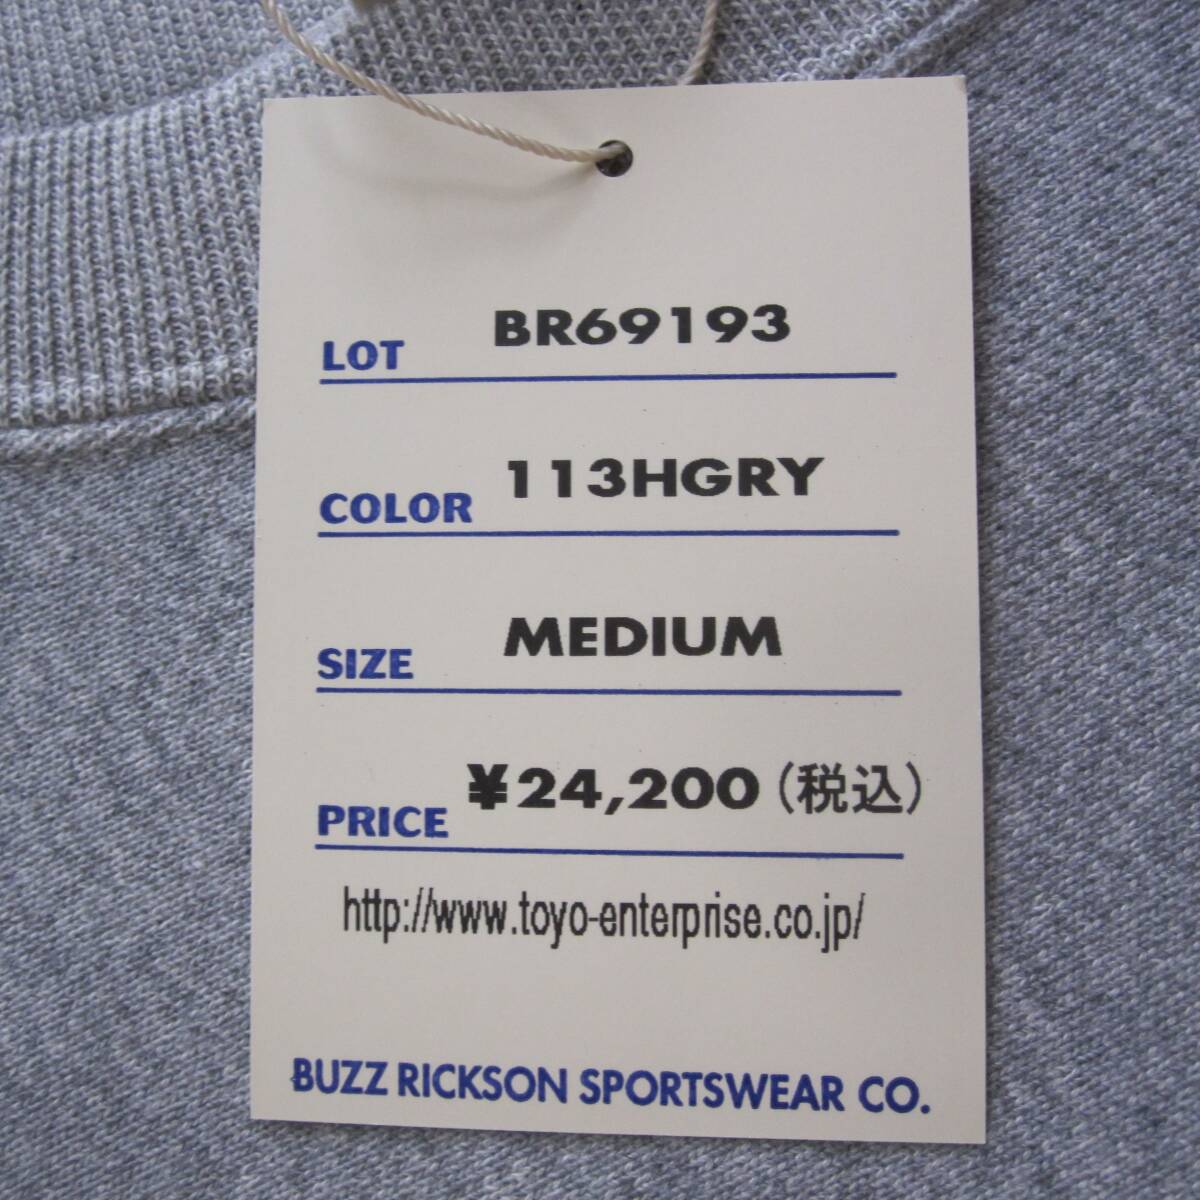 LOT BR69193
COLOR 113HGRY
SIZE MEDIUM
PRICE ¥24,200(税込)
http://www.toyo-enterprise.co.jp/
BUZZ RICKSON SPORTSWEAR CO.